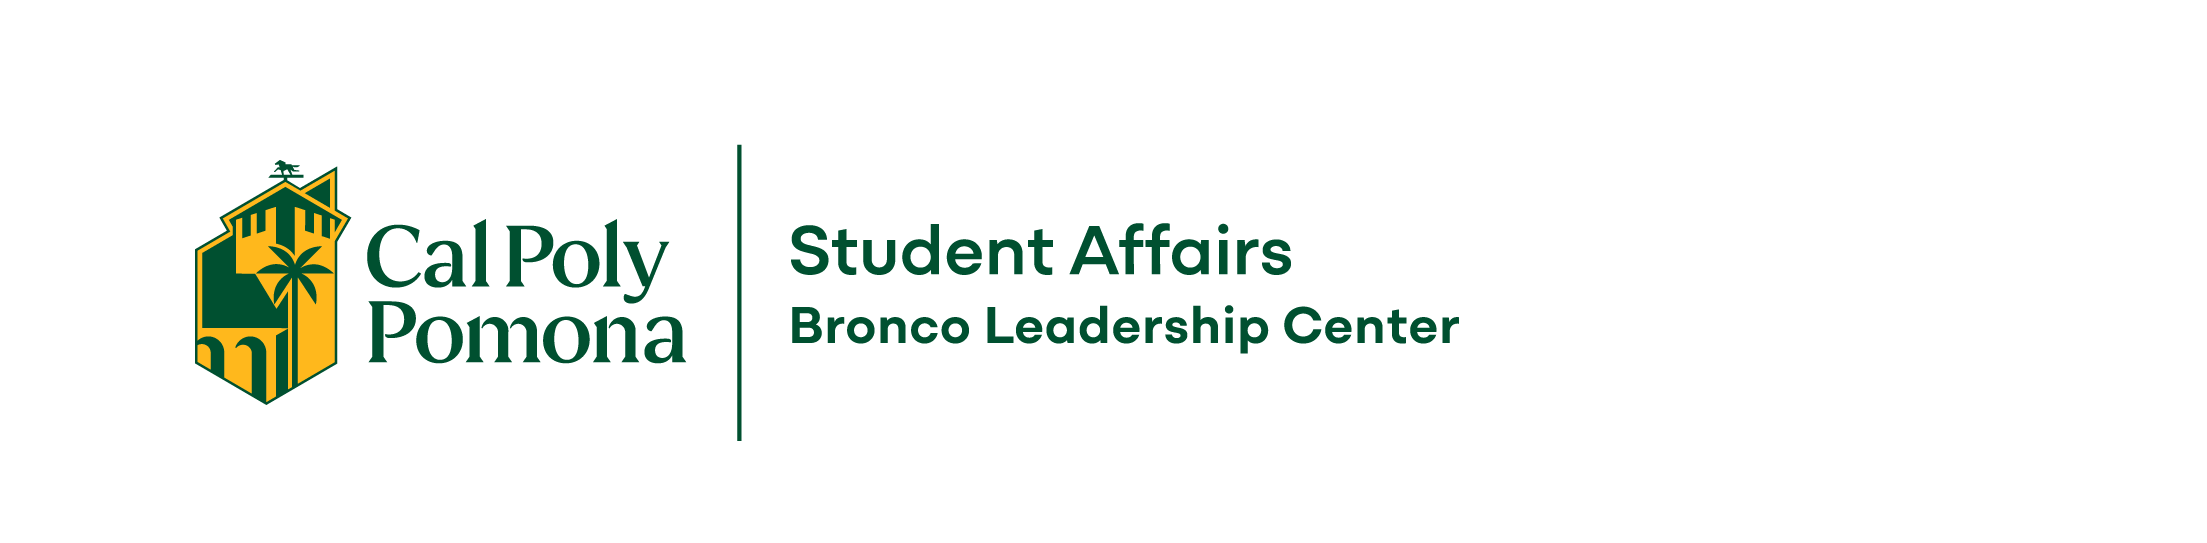 Cal Poly
Pomona
Student Affairs
Bronco Leadership Center